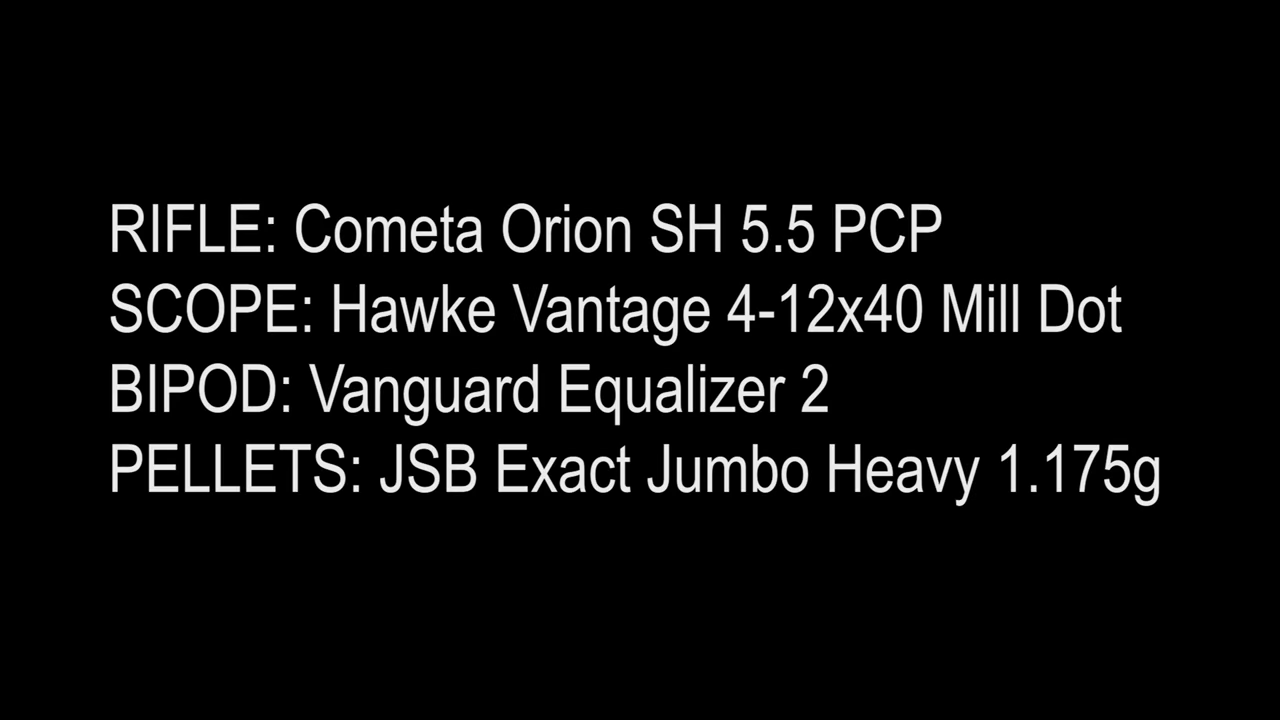 RIFLE: Cometa Orion SH 5.5 PCP
SCOPE: Hawke Vantage 4-12x40 Mill Dot
BIPOD: Vanguard Equalizer 2
PELLETS: JSB Exact Jumbo Heavy 1.175g